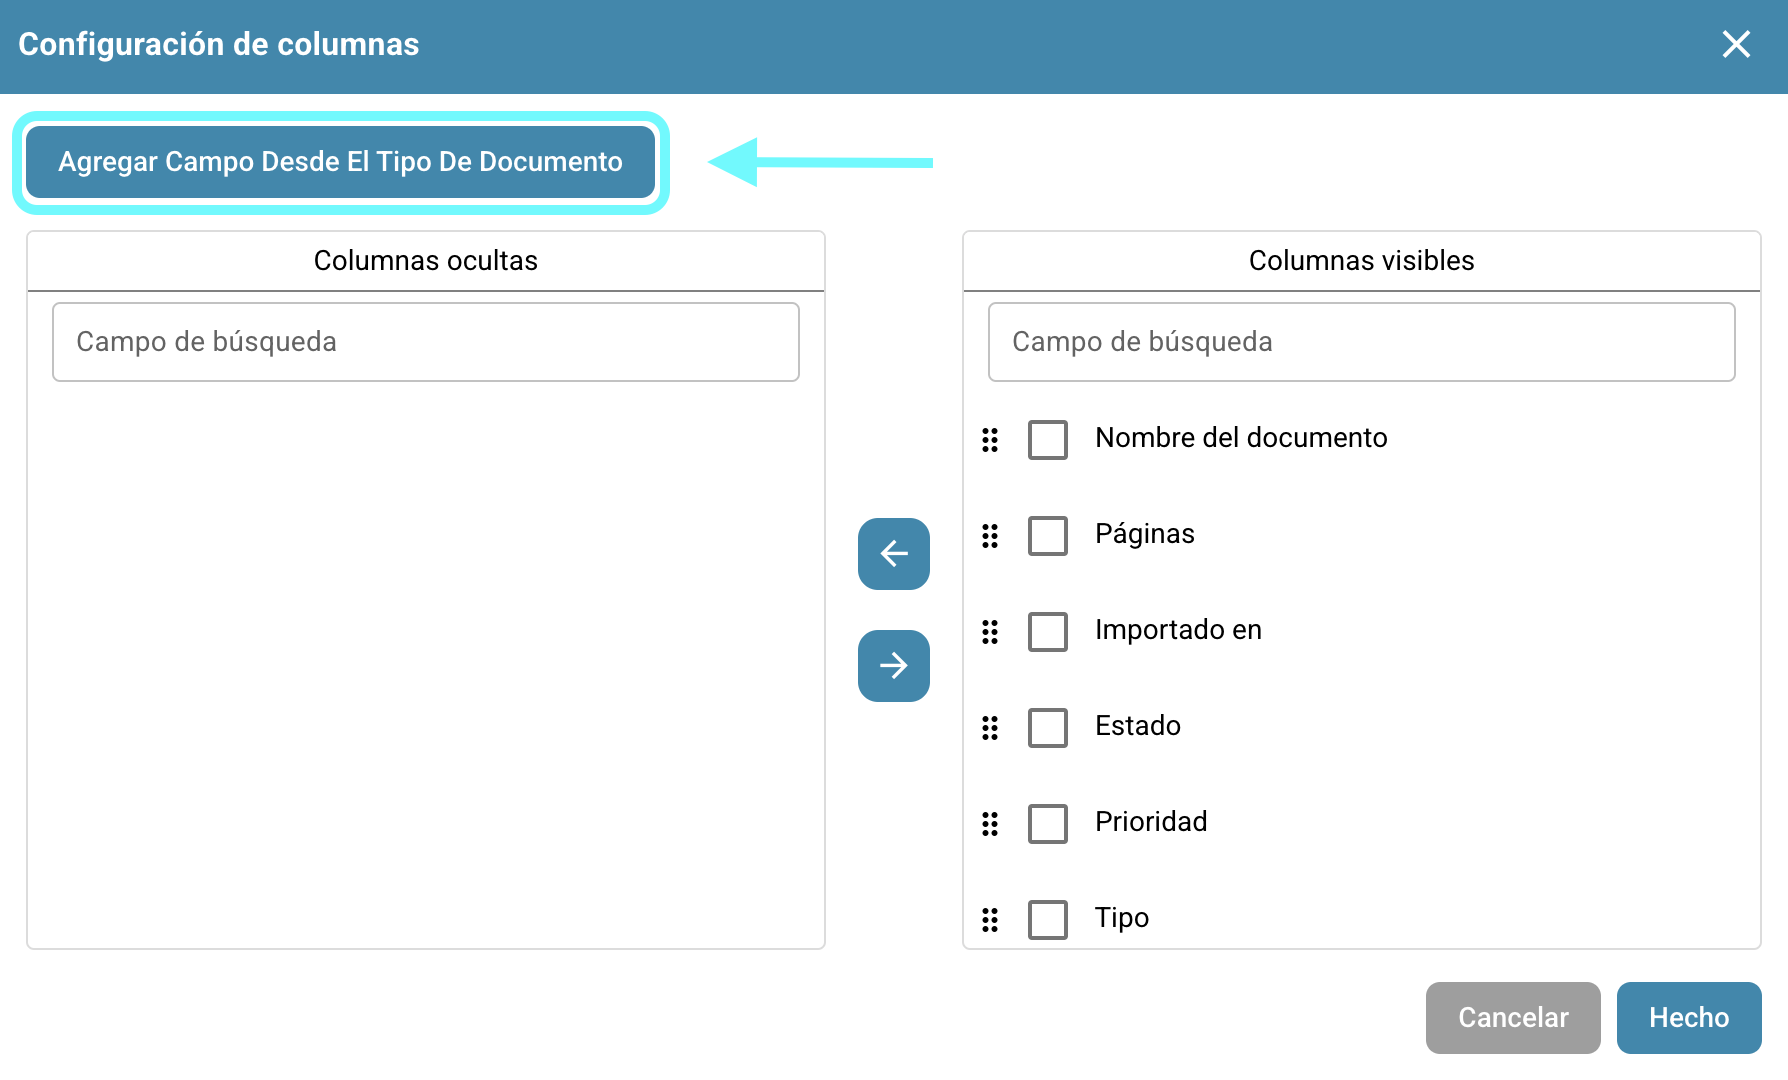 Configuración de columnas
Agregar Campo Desde El Tipo De Documento
Columnas ocultas
Campo de búsqueda
Columnas visibles
Campo de búsqueda
Nombre del documento
Páginas
Importado en
Estado
Prioridad
Tipo
Cancelar
Hecho